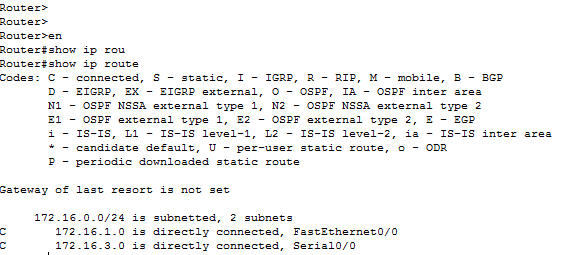 Router>
Router>
Router>en
Router#show ip rou
Router#show ip route
Codes: C - connected, S - static, I - IGRP, R - RIP, M - mobile, B - BGP
D - EIGRP, EX - EIGRP external, O - OSPF, IA - OSPF inter area
N1 - OSPF NSSA external type 1, N2 - OSPF NSSA external type 2
E1 - OSPF external type 1, E2 - OSPF external type 2, E - EGP
i - IS-IS, L1 - IS-IS level-1, L2 - IS-IS level-2, ia - IS-IS inter area
* - candidate default, U - per-user static route, o - ODR
P - periodic downloaded static route
Gateway of last resort is not set
172.16.0.0/24 is subnetted, 2 subnets
C 172.16.1.0 is directly connected, FastEthernet0/0
C 172.16.3.0 is directly connected, Serial0/0